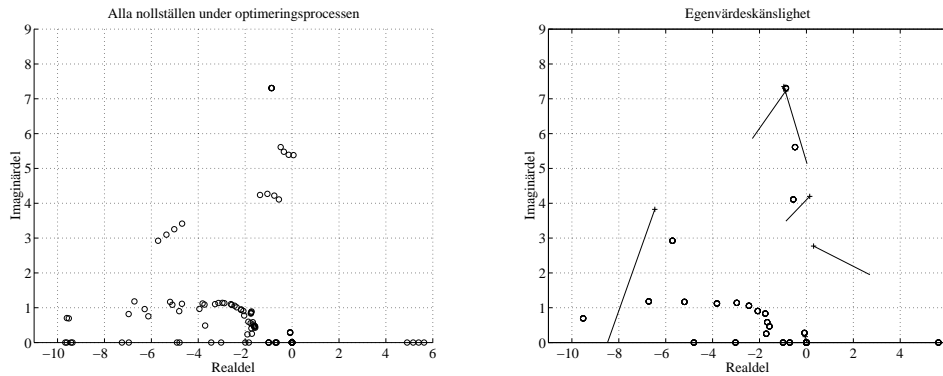 Alla nollställen under optimeringsprocessen
9
8
7
6
5
4
3
2
1
0
Imaginärdel
−10 −8 −6 −4 −2 0 2 4 6
Realdel
Egenvärdeskänslighet
9
8
7
6
5
4
3
2
1
0
Imaginärdel
−10 −8 −6 −4 −2 0 2 4
Realdel